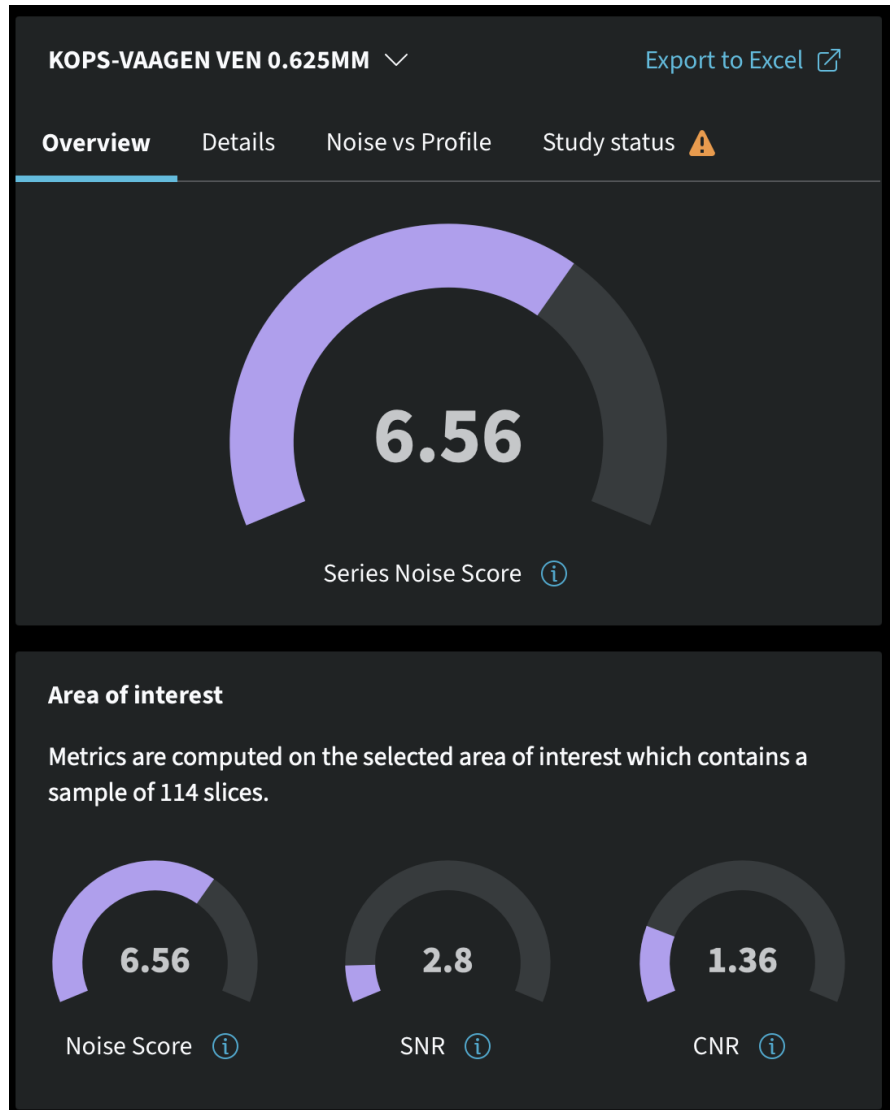 KOPS-VAAGEN VEN 0.625MM
Export to Excel
Overview
Details
Noise vs Profile
Study status
6.56
Series Noise Score
Area of interest
Metrics are computed on the selected area of interest which contains a
sample of 114 slices.
6.56
2.8
1.36
Noise Score
SNR
CNR